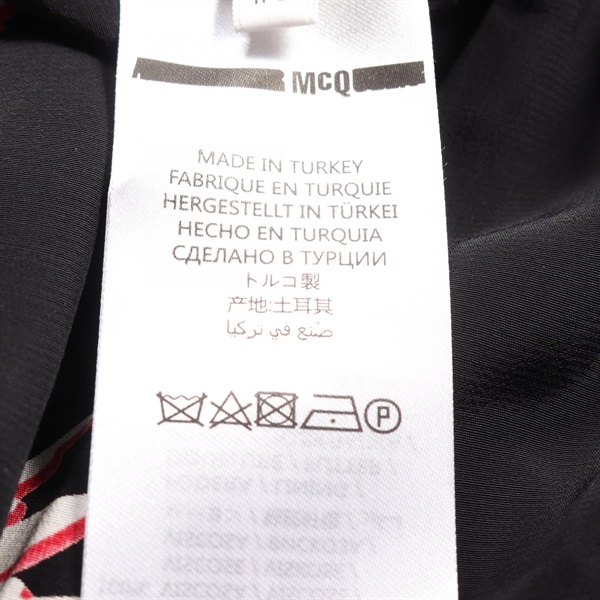 McQ
MADE IN TURKEY
FABRIQUE EN TURQUIE
HERGESTELLT IN TÜRKEI
HECHO EN TURQUIA
СДЕЛАНО В ТУРЦИИ
トルコ製
产地:土耳其
صنع في تركيا
P